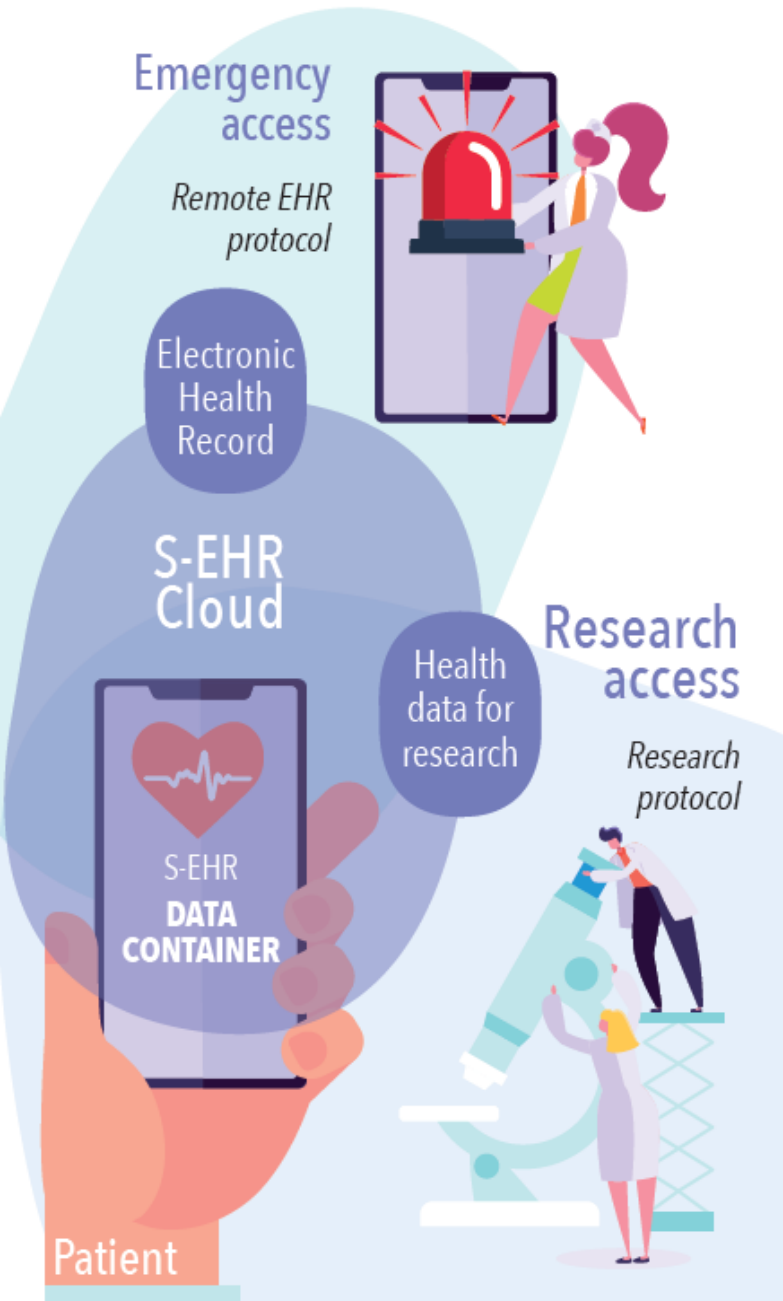 Emergency
access
Remote EHR
protocol
Electronic
Health
Record
S-EHR
Cloud
Research
access
Health
data for
research
Research
protocol
S-EHR
DATA
CONTAINER
Patient